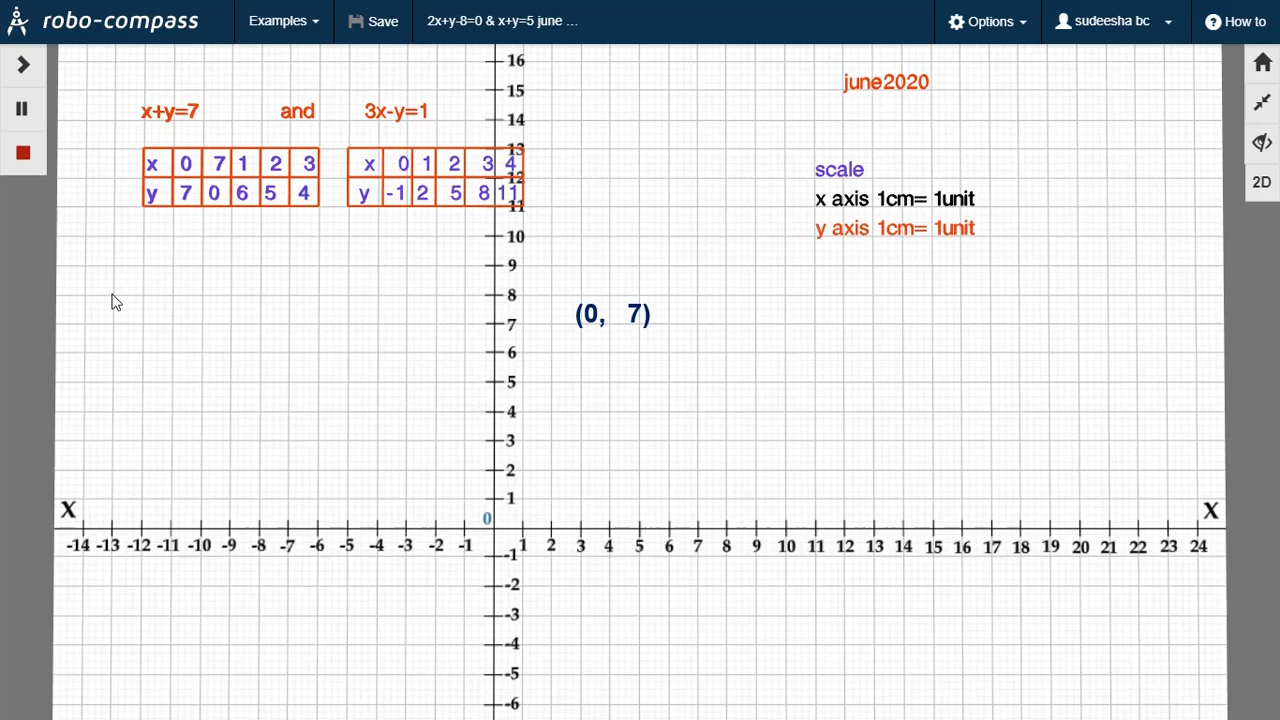 robo-compass Examples Save 2x+y-8=0 & x+y=5 june ... Options sudeesha bc How to
2D
june2020
x+y=7 and 3x-y=1
x 0 7 1 2 3
y 7 0 6 5 4
x 0 1 2 3 4
y -1 2 5 8 11
scale
x axis 1cm= 1unit
y axis 1cm= 1unit
(0, 7)
16
15
14
13
12
11
10
9
8
7
6
5
4
3
2
1
0
X X
-14 -13 -12 -11 -10 -9 -8 -7 -6 -5 -4 -3 -2 -1 1 2 3 4 5 6 7 8 9 10 11 12 13 14 15 16 17 18 19 20 21 22 23 24
-1
-2
-3
-4
-5
-6